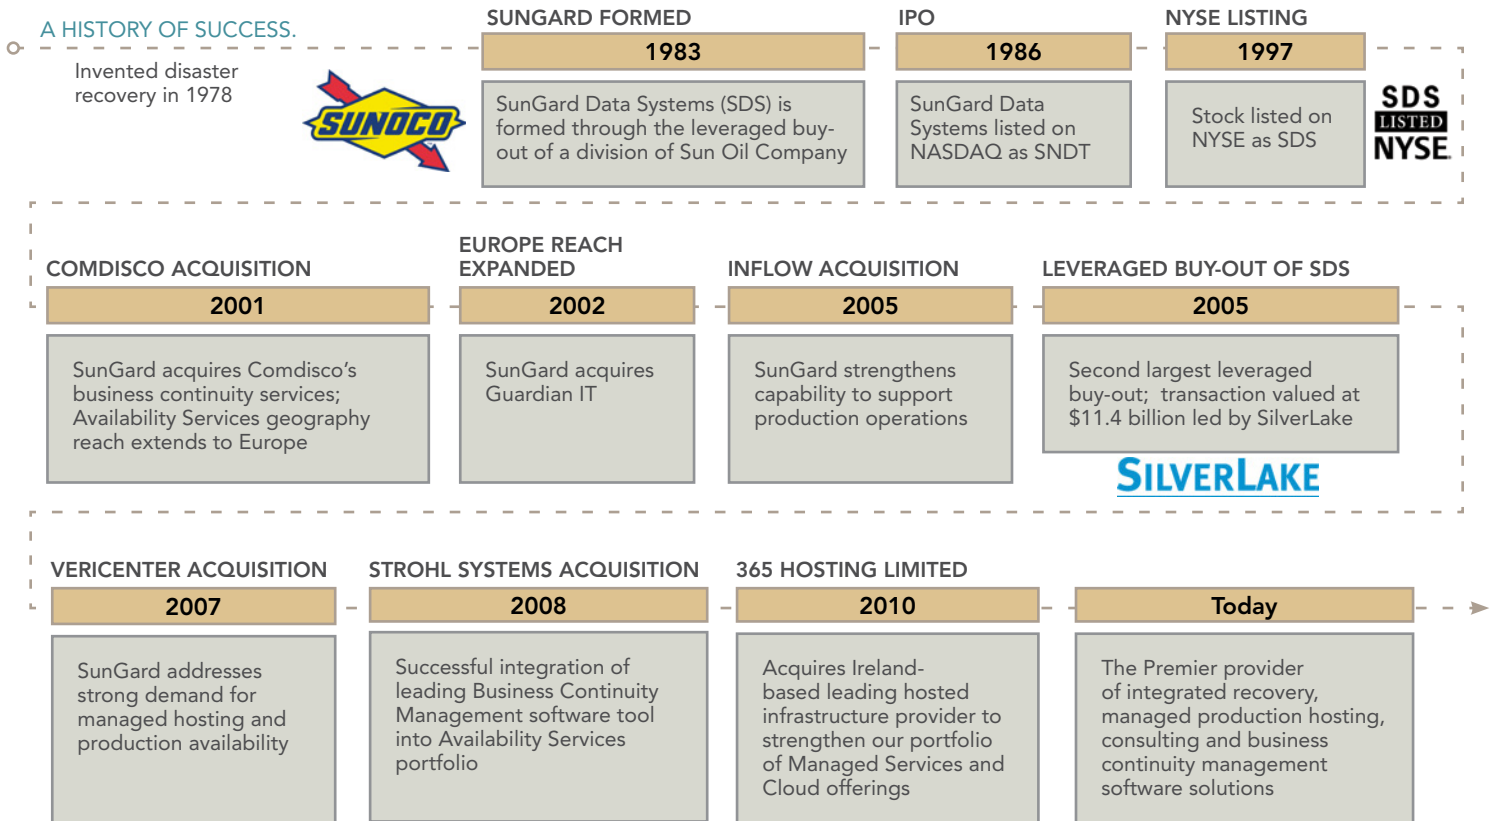 A HISTORY OF SUCCESS.
Invented disaster
recovery in 1978
SUNOCO
SUNGARD FORMED
1983
SunGard Data Systems (SDS) is
formed through the leveraged buy-
out of a division of Sun Oil Company
IPO
1986
SunGard Data
Systems listed on
NASDAQ as SNDT
NYSE LISTING
1997
Stock listed on
NYSE as SDS
SDS
LISTED
NYSE.
COMDISCO ACQUISITION
2001
SunGard acquires Comdisco’s
business continuity services;
Availability Services geography
reach extends to Europe
EUROPE REACH
EXPANDED
2002
SunGard acquires
Guardian IT
INFLOW ACQUISITION
2005
SunGard strengthens
capability to support
production operations
LEVERAGED BUY-OUT OF SDS
2005
Second largest leveraged
buy-out; transaction valued at
$11.4 billion led by SilverLake
SILVERLAKE
VERICENTER ACQUISITION
2007
SunGard addresses
strong demand for
managed hosting and
production availability
STROHL SYSTEMS ACQUISITION
2008
Successful integration of
leading Business Continuity
Management software tool
into Availability Services
portfolio
365 HOSTING LIMITED
2010
Acquires Ireland-
based leading hosted
infrastructure provider to
strengthen our portfolio
of Managed Services and
Cloud offerings
Today
The Premier provider
of integrated recovery,
managed production hosting,
consulting and business
continuity management
software solutions